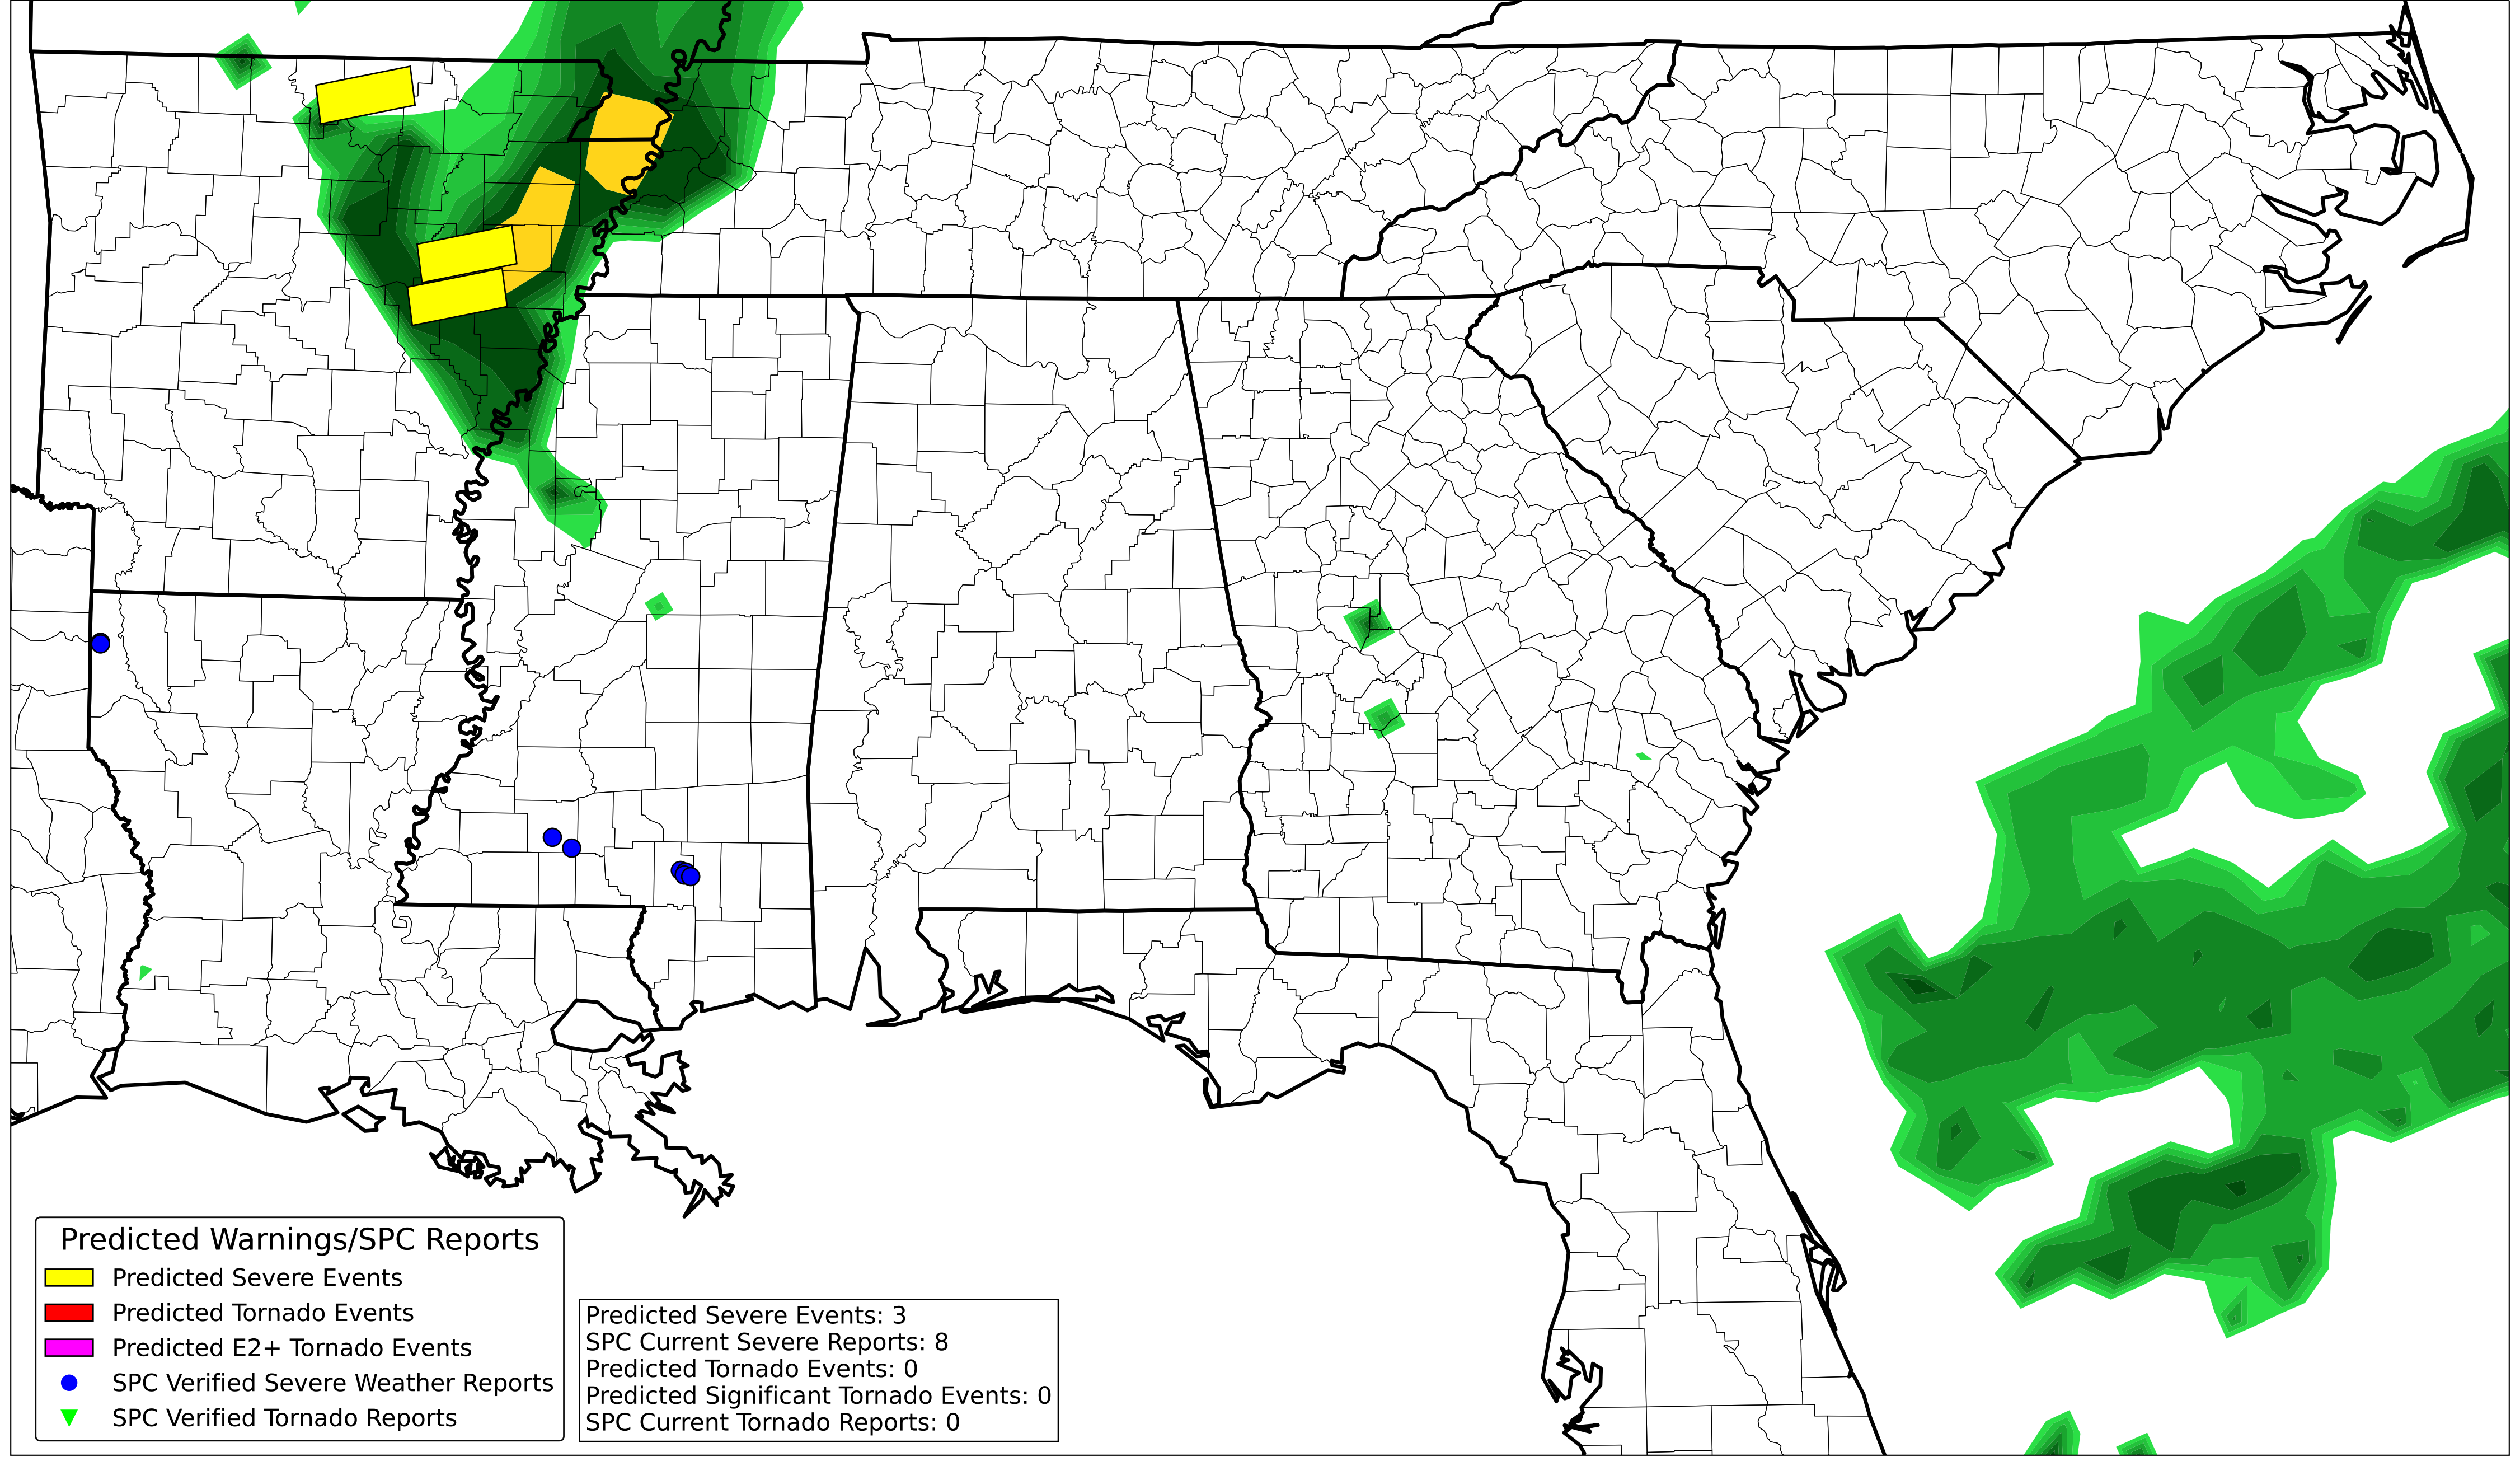 Predicted Warnings/SPC Reports
Predicted Severe Events
Predicted Tornado Events
Predicted E2+ Tornado Events
SPC Verified Severe Weather Reports
SPC Verified Tornado Reports
Predicted Severe Events: 3
SPC Current Severe Reports: 8
Predicted Tornado Events: 0
Predicted Significant Tornado Events: 0
SPC Current Tornado Reports: 0